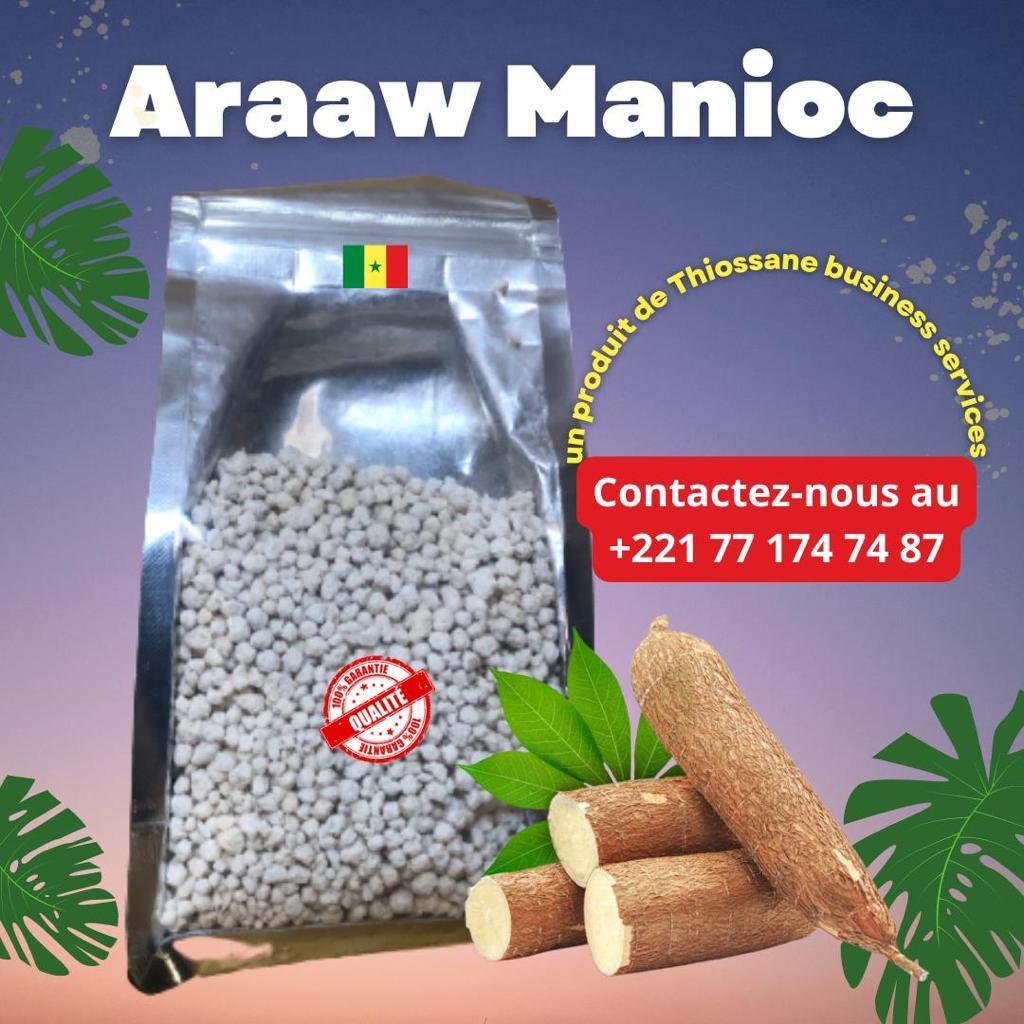 Araaw Manioc
un produit de Thiossane business services
Contactez-nous au
+221 77 174 74 87
100% GARANTIE
QUALITÉ
100% GARANTIE